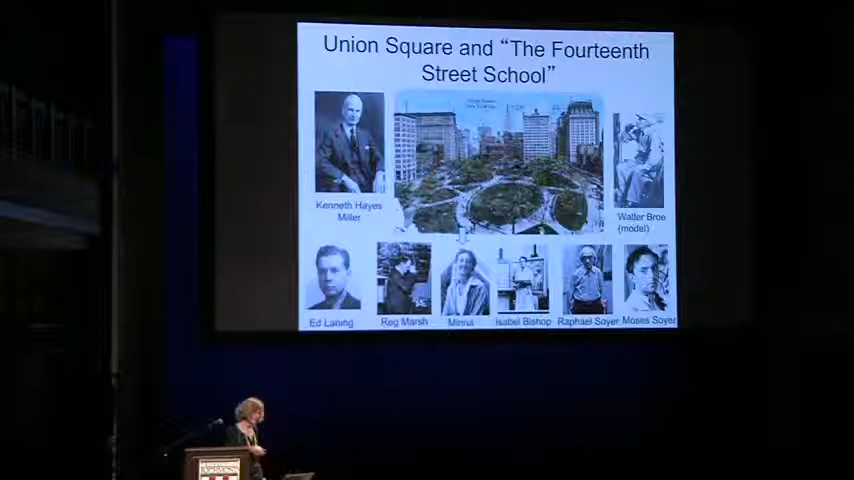 Union Square and “The Fourteenth
Street School”
Kenneth Hayes
Miller
Walter Broe
(model)
Ed Laning
Reg Marsh
Minna
Isabel Bishop
Raphael Soyer
Moses Soyer